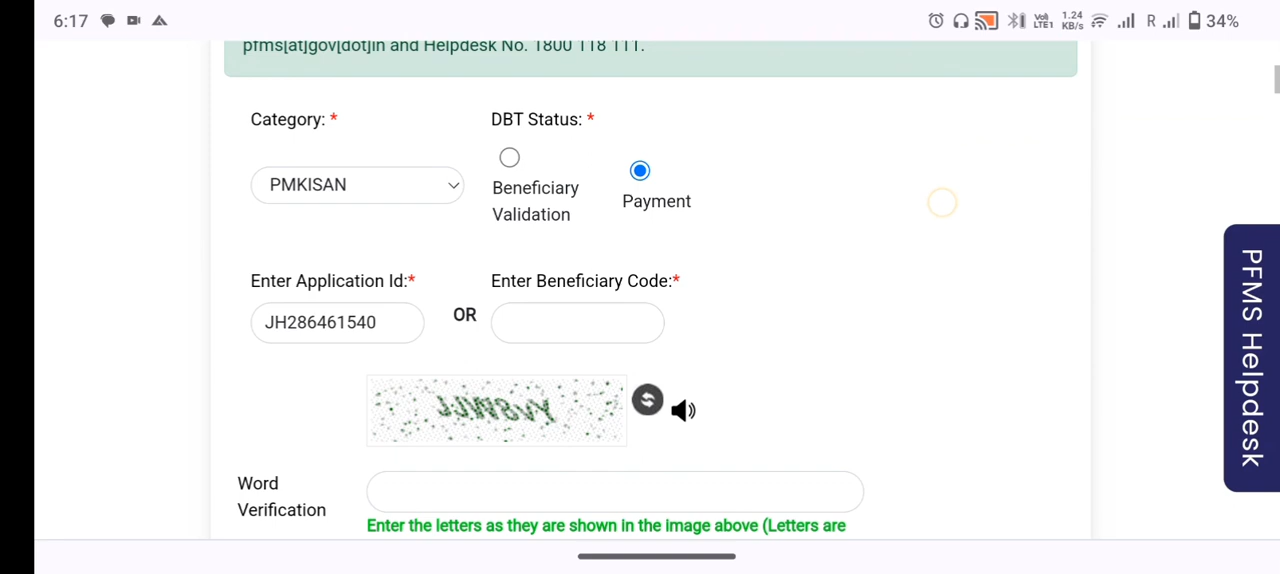 6:17 Vo) LTE1 1.24 KB/s R 34%
pfms[at]gov[dot]in and Helpdesk No. 1800 118 111.
Category: * DBT Status: *
PMKISAN
Beneficiary Validation
Payment
Enter Application Id:* Enter Beneficiary Code:*
JH286461540 OR
Word Verification
Enter the letters as they are shown in the image above (Letters are
PFMS Helpdesk